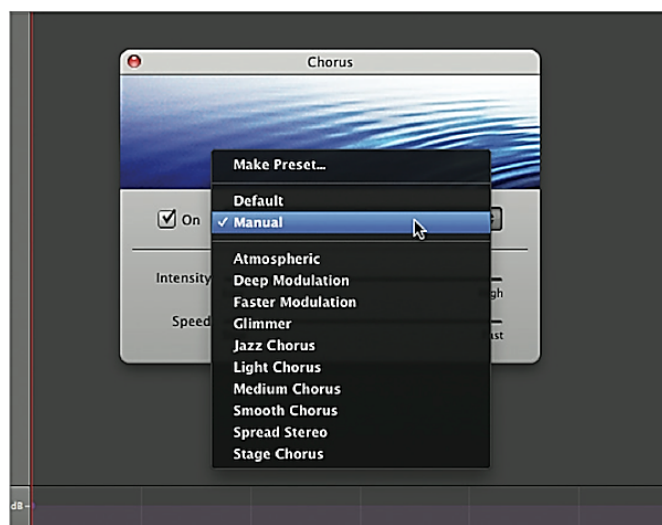 Chorus
Make Preset...
Default
On
✓ Manual
Atmospheric
Intensity
Deep Modulation
Faster Modulation
Speed
Glimmer
Jazz Chorus
Light Chorus
Medium Chorus
Smooth Chorus
Spread Stereo
Stage Chorus
dB